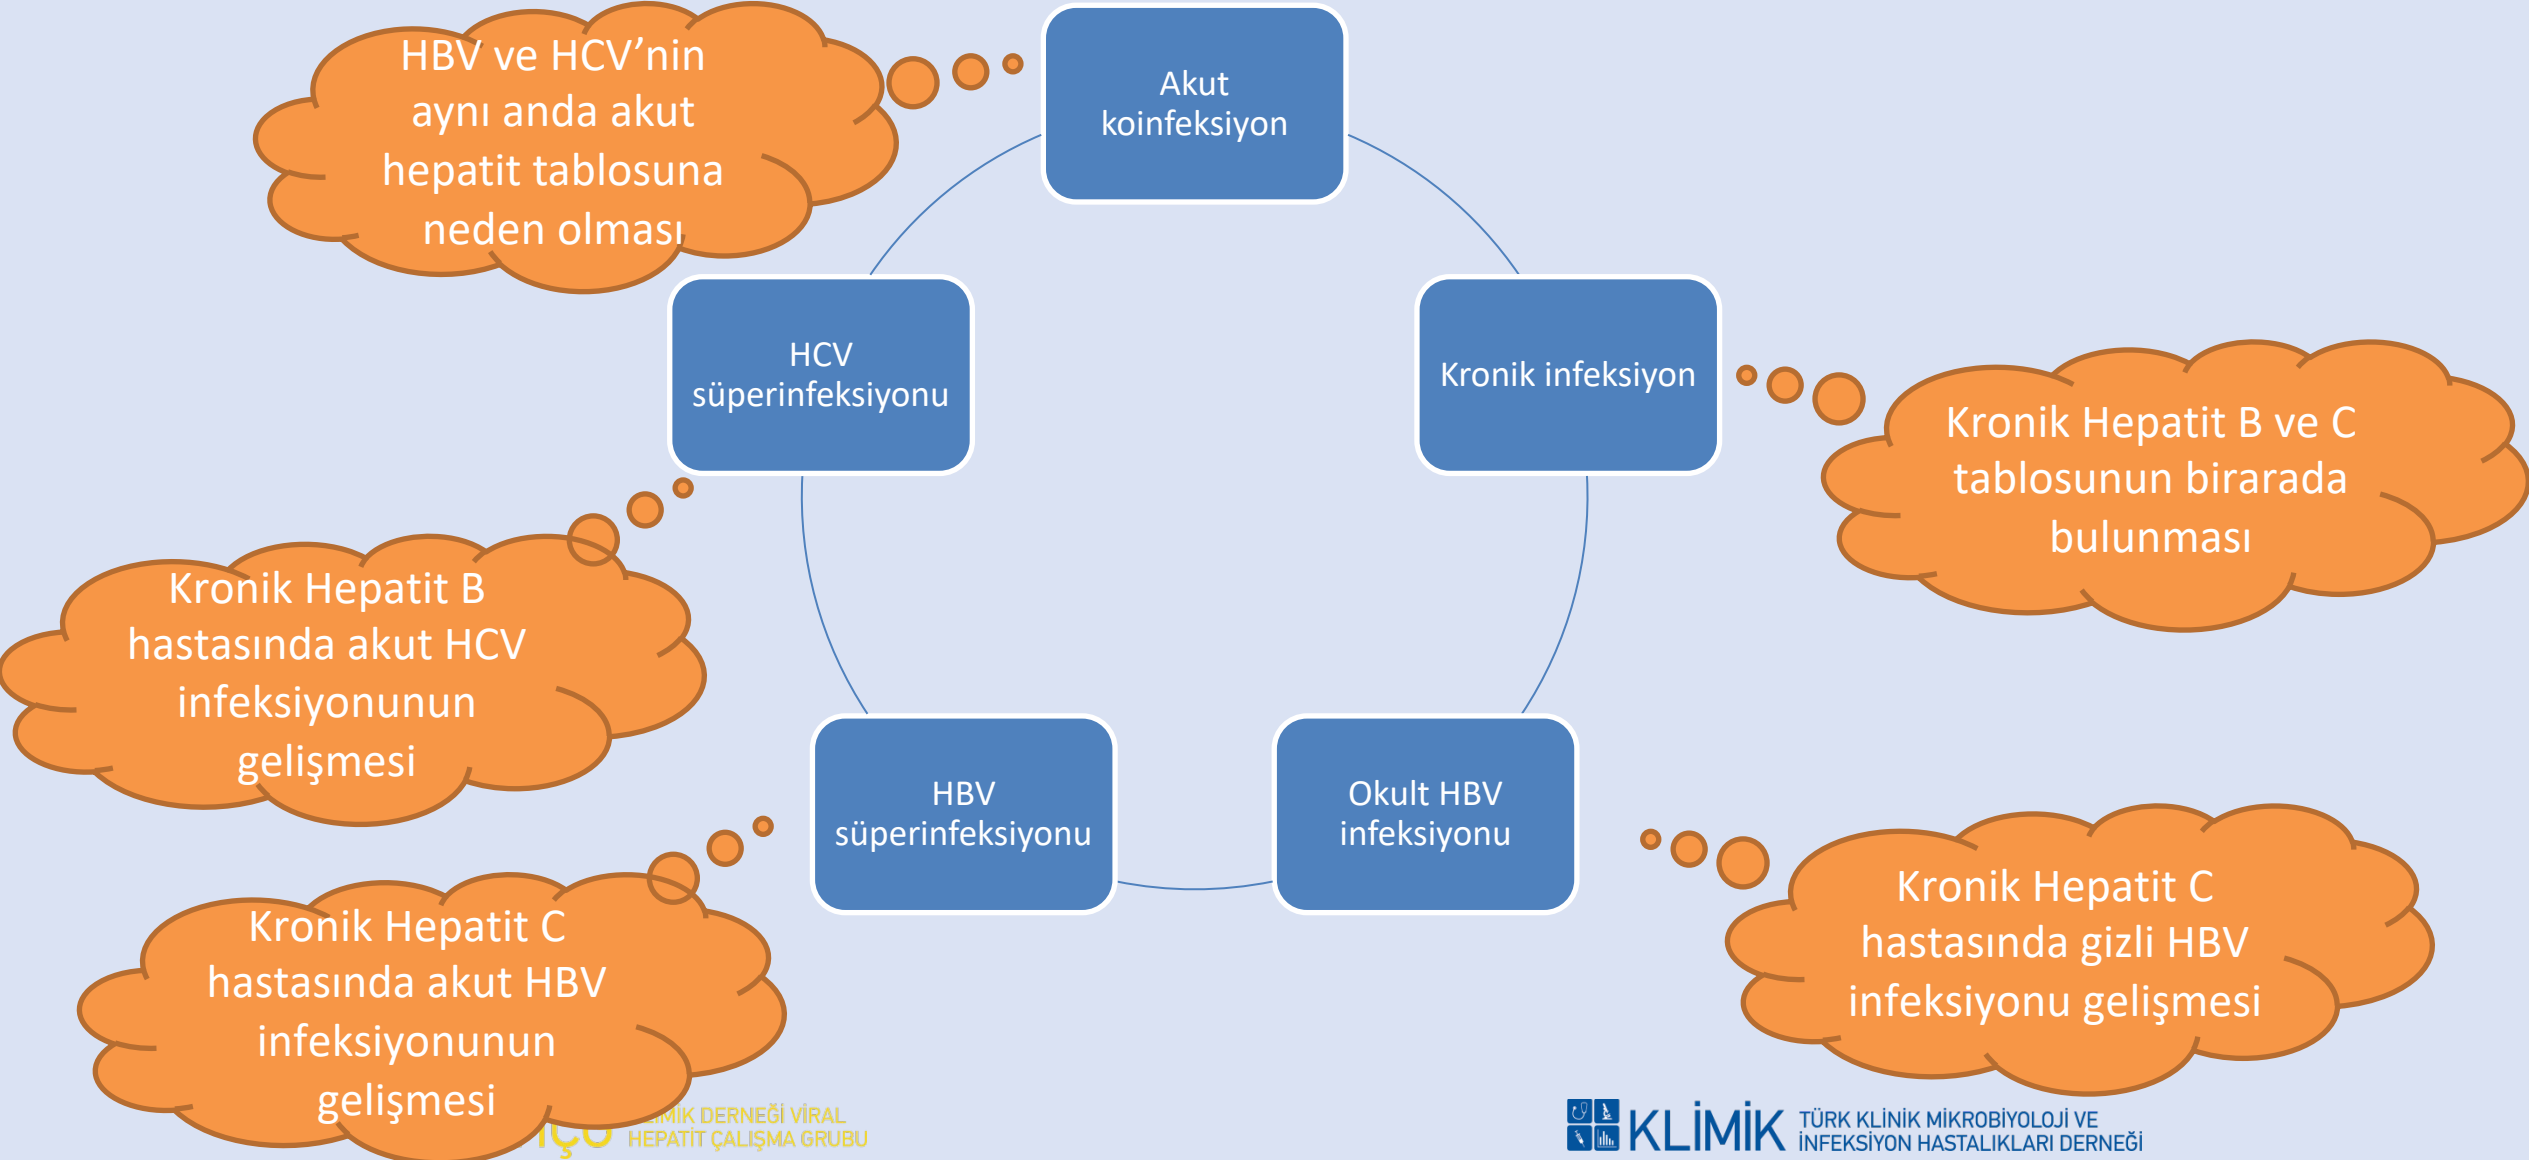 HBV ve HCV’nin
aynı anda akut
hepatit tablosuna
neden olması
Akut
koinfeksiyon
HCV
süperinfeksiyonu
Kronik infeksiyon
Kronik Hepatit B ve C
tablosunun birarada
bulunması
Kronik Hepatit B
hastasında akut HCV
infeksiyonunun
gelişmesi
HBV
süperinfeksiyonu
Okult HBV
infeksiyonu
Kronik Hepatit C
hastasında akut HBV
infeksiyonunun
gelişmesi
Kronik Hepatit C
hastasında gizli HBV
infeksiyonu gelişmesi
DERNEĞİ VİRAL
HEPATİT ÇALIŞMA GRUBU
KLİMİK
TÜRK KLİNİK MİKROBİYOLOJİ VE
İNFEKSİYON HASTALIKLARI DERNEĞİ